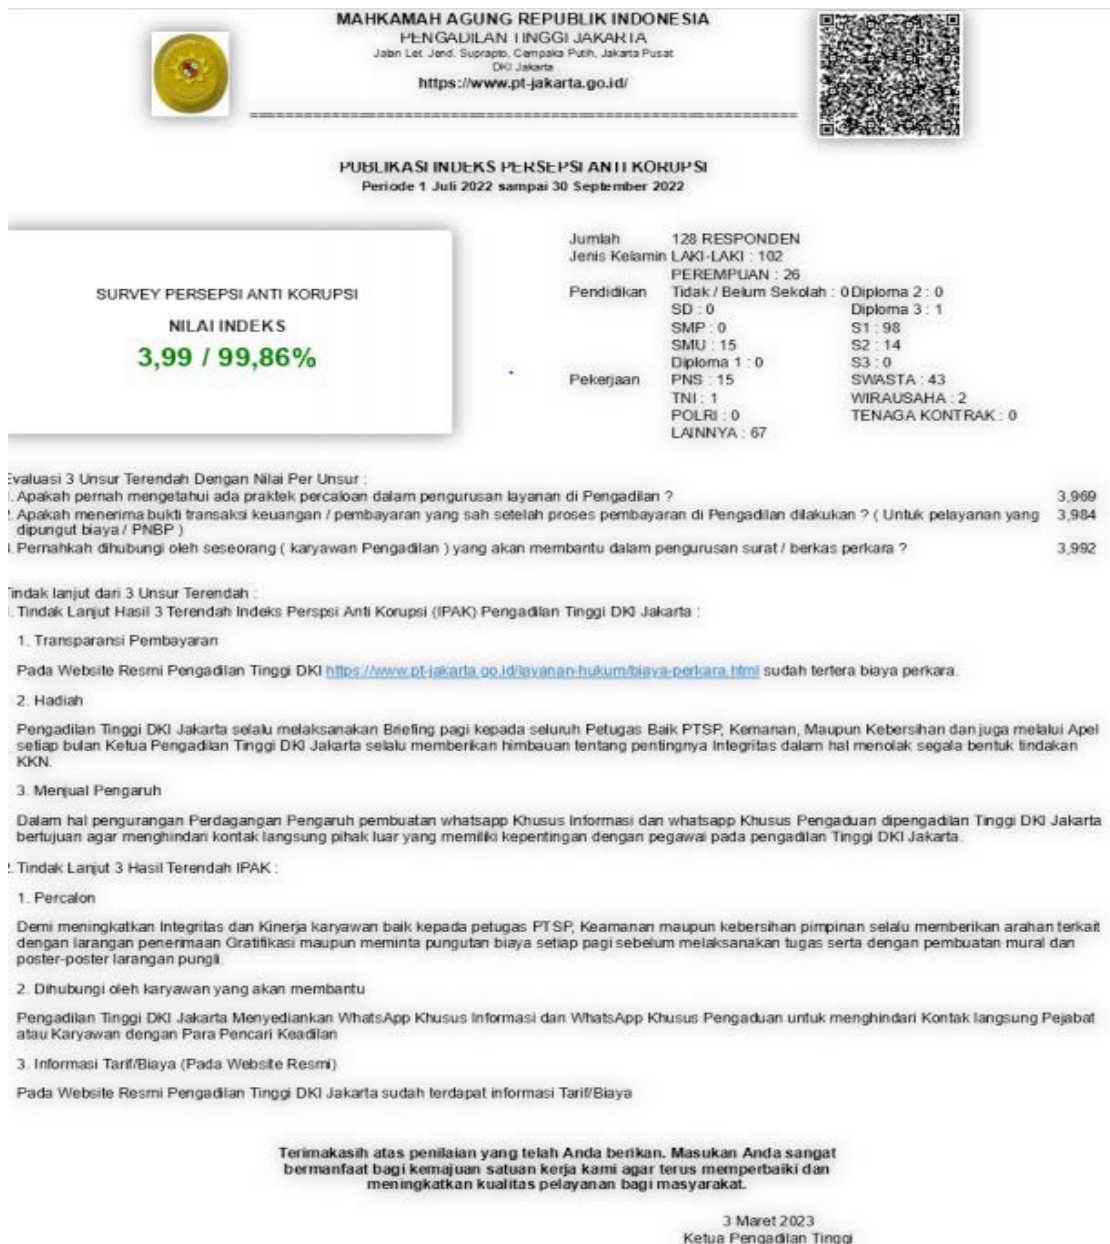 MAHKAMAH AGUNG REPUBLIK INDONESIA
PENGADILAN TINGGI JAKARTA
Jalan Let. Jend. Suprapto, Cempaka Putih, Jakarta Pusat
DKI Jakarta
https://www.pt-jakarta.go.id/
PUBLIKASI INDEKS PERSEPSI ANTI KORUPSI
Periode 1 Juli 2022 sampai 30 September 2022
SURVEY PERSEPSI ANTI KORUPSI
NILAI INDEKS
3,99 / 99,86%
Jumlah 128 RESPONDEN
Jenis Kelamin LAKI-LAKI : 102
PEREMPUAN : 26
Pendidikan Tidak / Belum Sekolah : 0 Diploma 2 : 0
SD : 0 Diploma 3 : 1
SMP : 0 S1 : 98
SMU : 15 S2 : 14
Diploma 1 : 0 S3 : 0
Pekerjaan PNS : 15 SWASTA : 43
TNI : 1 WIRAUSAHA : 2
POLRI : 0 TENAGA KONTRAK : 0
LAINNYA : 67
Evaluasi 3 Unsur Terendah Dengan Nilai Per Unsur :
. Apakah pernah mengetahui ada praktek percaloan dalam pengurusan layanan di Pengadilan ? 3,969
. Apakah menerima bukti transaksi keuangan / pembayaran yang sah setelah proses pembayaran di Pengadilan dilakukan ? ( Untuk pelayanan yang 3,984
dipungut biaya / PNBP )
. Pernahkah dihubungi oleh seseorang ( karyawan Pengadilan ) yang akan membantu dalam pengurusan surat / berkas perkara ? 3,992
Tindak lanjut dari 3 Unsur Terendah :
. Tindak Lanjut Hasil 3 Terendah Indeks Perspsi Anti Korupsi (IPAK) Pengadilan Tinggi DKI Jakarta :
1. Transparansi Pembayaran
Pada Website Resmi Pengadilan Tinggi DKI https://www.pt-jakarta.go.id/layanan-hukum/biaya-perkara.html sudah tertera biaya perkara.
2. Hadiah
Pengadilan Tinggi DKI Jakarta selalu melaksanakan Briefing pagi kepada seluruh Petugas Baik PTSP, Kemanan, Maupun Kebersihan dan juga melalui Apel
setiap bulan Ketua Pengadilan Tinggi DKI Jakarta selalu memberikan himbauan tentang pentingnya Integritas dalam hal menolak segala bentuk tindakan
KKN.
3. Menjual Pengaruh
Dalam hal pengurangan Perdagangan Pengaruh pembuatan whatsapp Khusus Informasi dan whatsapp Khusus Pengaduan dipengadilan Tinggi DKI Jakarta
bertujuan agar menghindari kontak langsung pihak luar yang memiliki kepentingan dengan pegawai pada pengadilan Tinggi DKI Jakarta.
. Tindak Lanjut 3 Hasil Terendah IPAK :
1. Percalon
Demi meningkatkan Integritas dan Kinerja karyawan baik kepada petugas PTSP, Keamanan maupun kebersihan pimpinan selalu memberikan arahan terkait
dengan larangan penerimaan Gratifikasi maupun meminta pungutan biaya setiap pagi sebelum melaksanakan tugas serta dengan pembuatan mural dan
poster-poster larangan pungli.
2. Dihubungi oleh karyawan yang akan membantu
Pengadilan Tinggi DKI Jakarta Menyediankan WhatsApp Khusus Informasi dan WhatsApp Khusus Pengaduan untuk menghindari Kontak langsung Pejabat
atau Karyawan dengan Para Pencari Keadilan
3. Informasi Tarif/Biaya (Pada Website Resmi)
Pada Website Resmi Pengadilan Tinggi DKI Jakarta sudah terdapat informasi Tarif/Biaya
Terimakasih atas penilaian yang telah Anda berikan. Masukan Anda sangat
bermanfaat bagi kemajuan satuan kerja kami agar terus memperbaiki dan
meningkatkan kualitas pelayanan bagi masyarakat.
3 Maret 2023
Ketua Pengadilan Tinggi